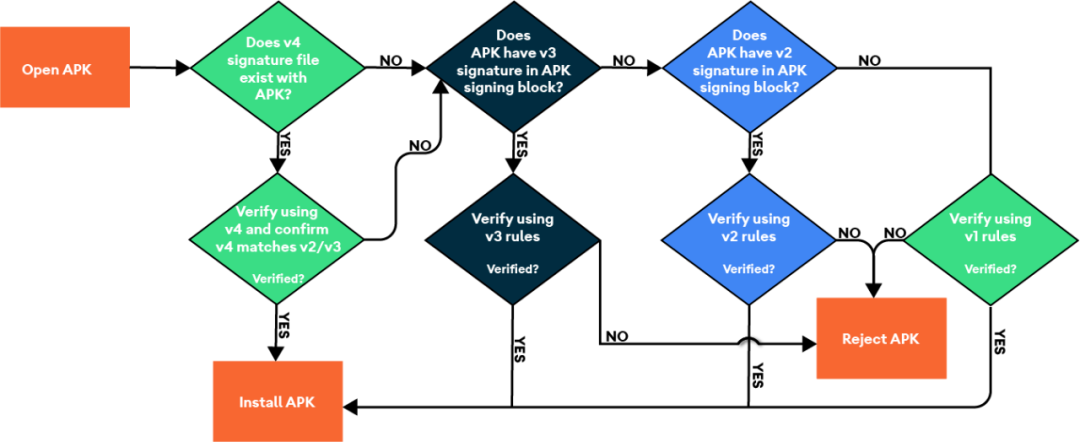 Open APK
Does v4
signature file
exist with
APK?
NO
Does
APK have v3
signature in APK
signing block?
NO
Does
APK have v2
signature in APK
signing block?
NO
YES
NO
YES
YES
Verify using
v4 and confirm
v4 matches v2/v3
Verified?
Verify using
v3 rules
Verified?
Verify using
v2 rules
Verified?
NO
NO
Verify using
v1 rules
Verified?
YES
NO
YES
YES
YES
Reject APK
Install APK